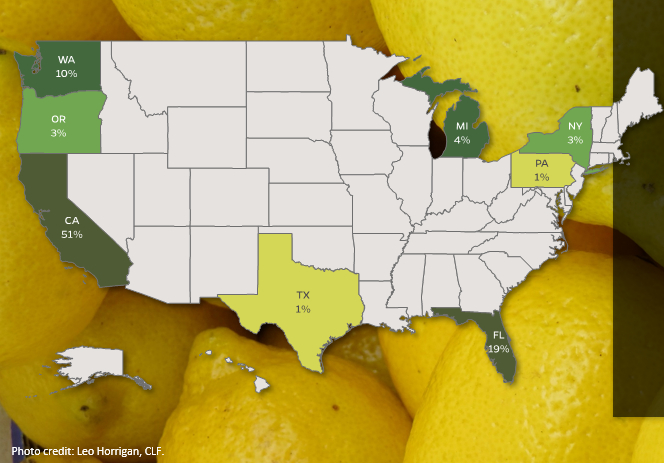 WA
10%
OR
3%
CA
51%
TX
1%
MI
4%
NY
3%
PA
1%
FL
19%
Photo credit: Leo Horrigan, CLF.